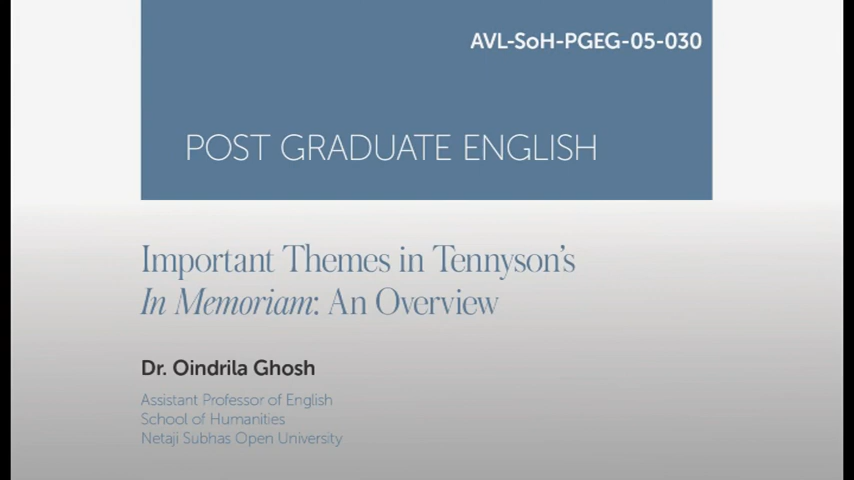 AVL-SoH-PGEG-05-030
POST GRADUATE ENGLISH
Important Themes in Tennyson's
In Memoriam: An Overview
Dr. Oindrila Ghosh
Assistant Professor of English
School of Humanities
Netaji Subhas Open University